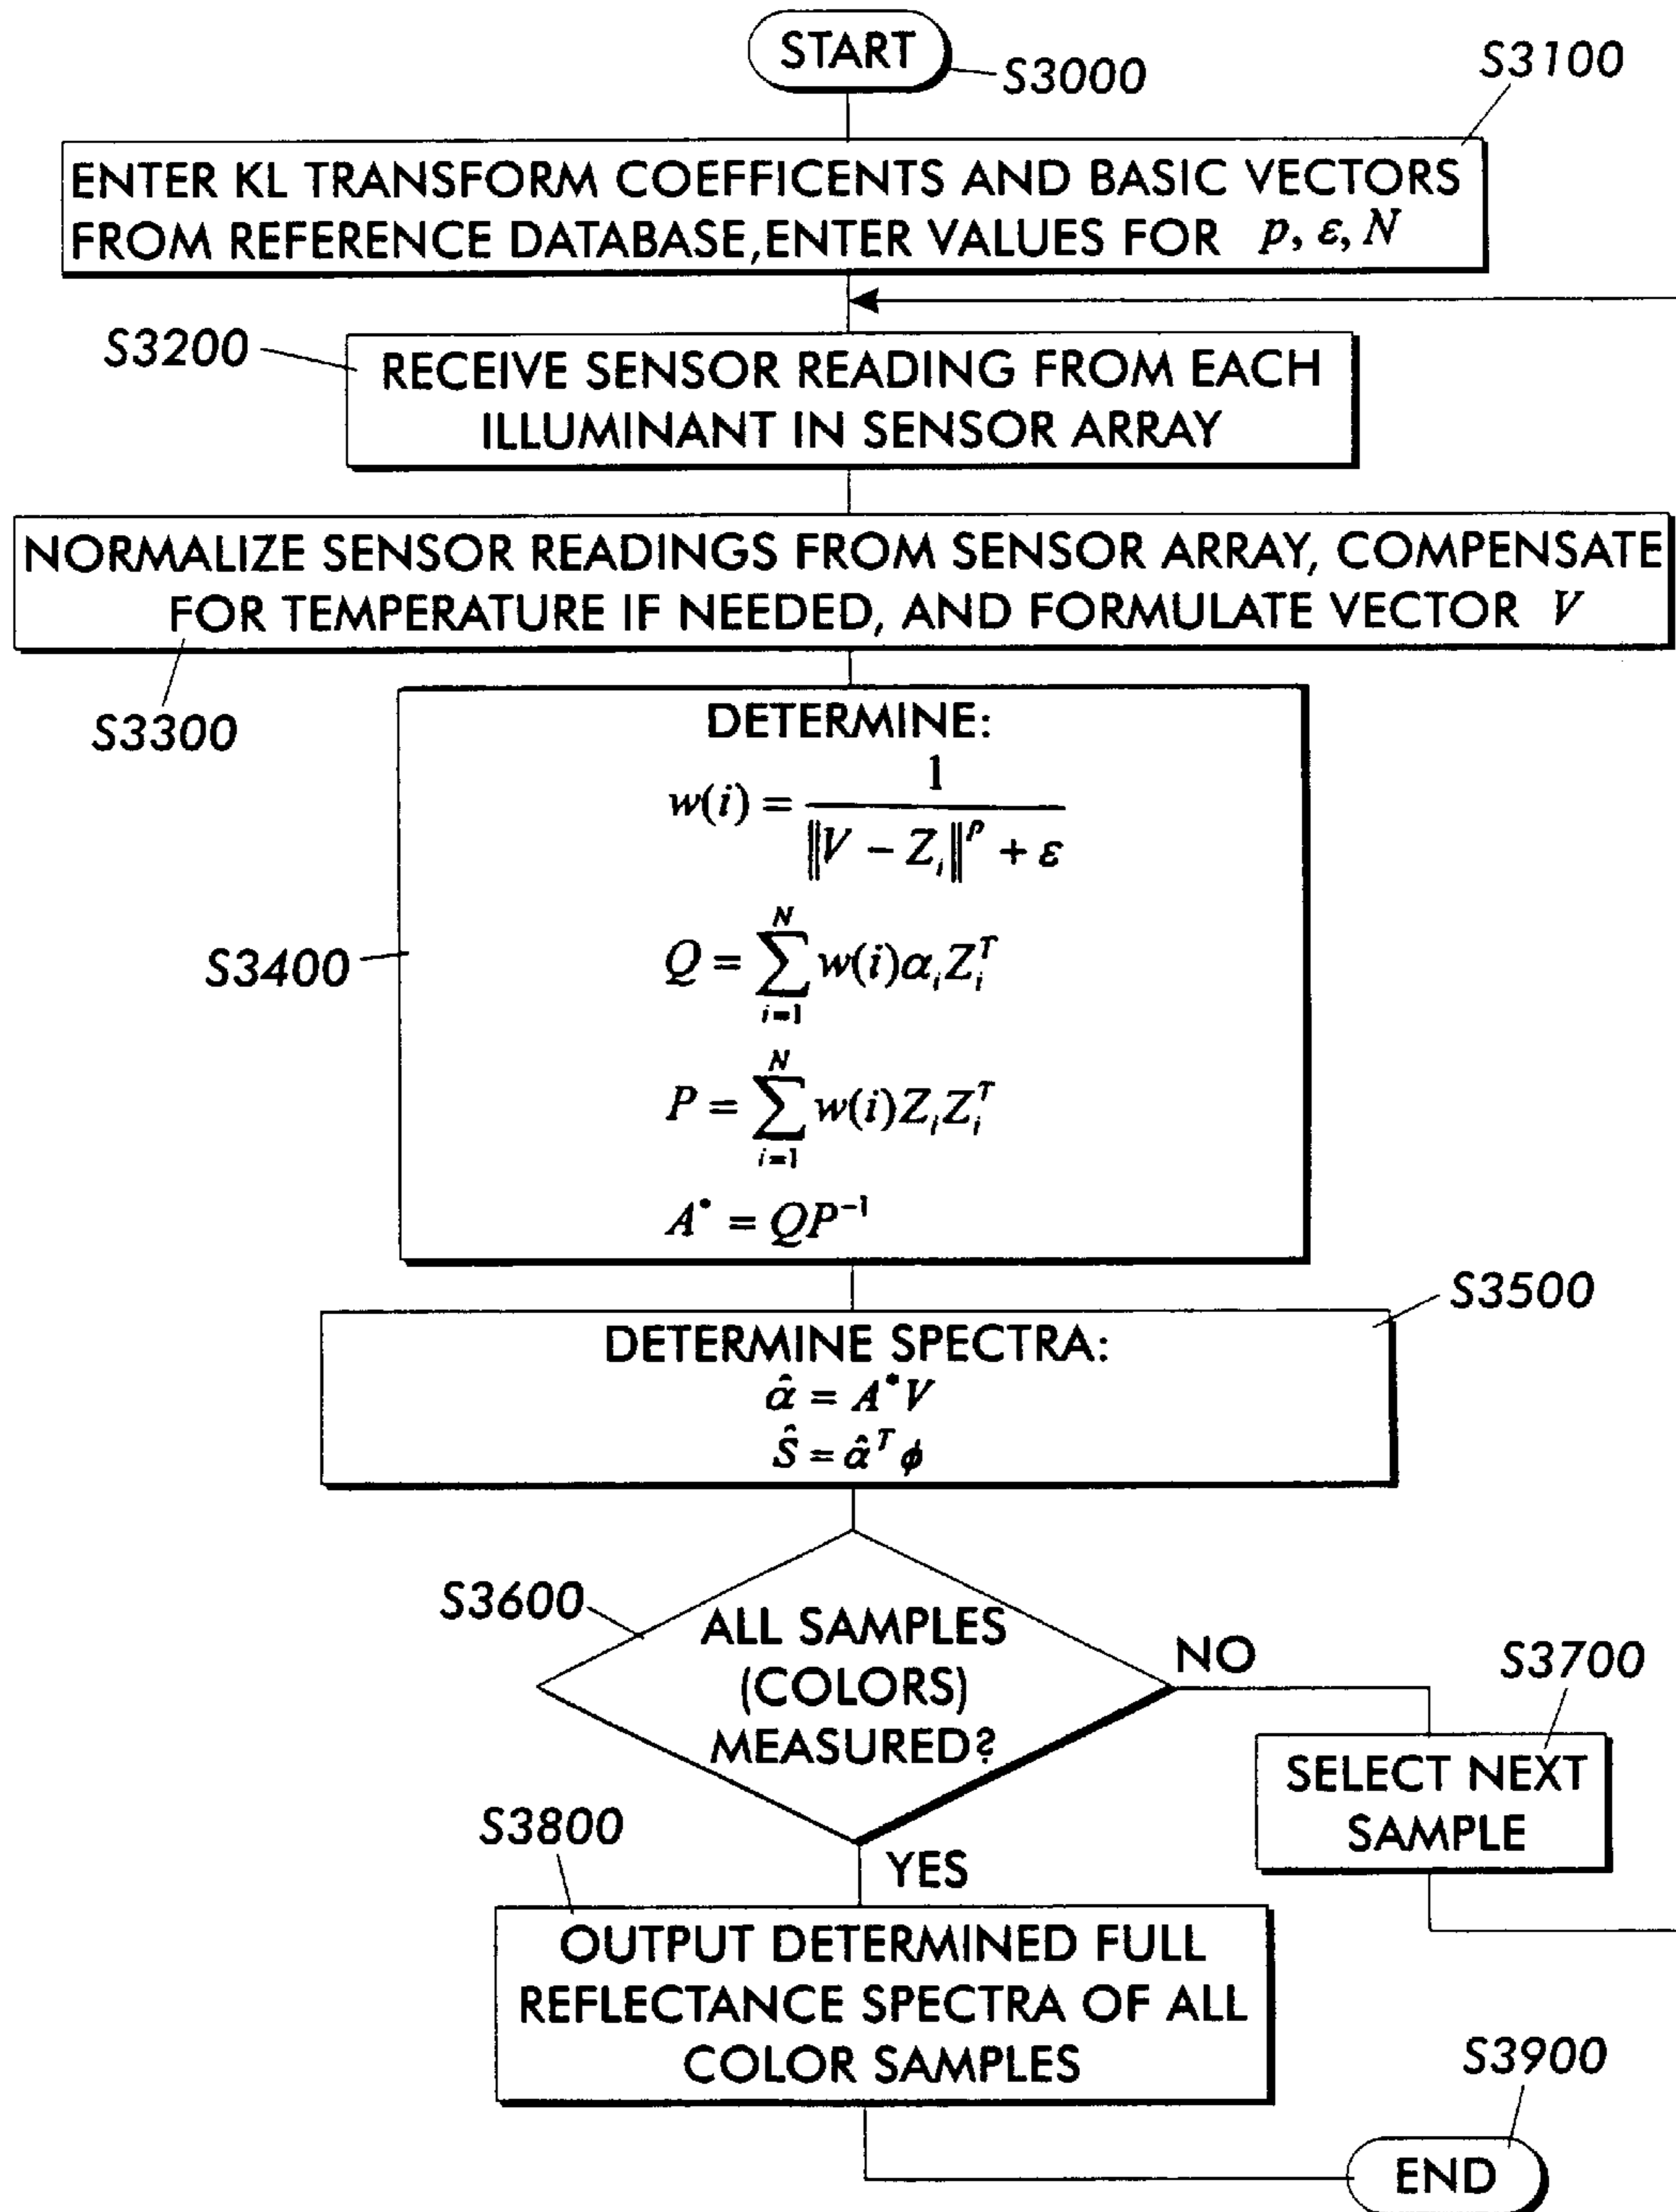 START
S3000
S3100
ENTER KL TRANSFORM COEFFICENTS AND BASIC VECTORS
FROM REFERENCE DATABASE,ENTER VALUES FOR p, ε, N
S3200
RECEIVE SENSOR READING FROM EACH
ILLUMINANT IN SENSOR ARRAY
NORMALIZE SENSOR READINGS FROM SENSOR ARRAY, COMPENSATE
FOR TEMPERATURE IF NEEDED, AND FORMULATE VECTOR V
S3300
DETERMINE:
w(i) = 1 / (‖V − Z_i‖^p + ε)
S3400
Q = ∑_{i=1}^{N} w(i)α_i Z_i^T
P = ∑_{i=1}^{N} w(i)Z_i Z_i^T
A^* = QP^{-1}
S3500
DETERMINE SPECTRA:
α̂ = A^* V
Ŝ = α̂^T ϕ
S3600
ALL SAMPLES
(COLORS)
MEASURED?
NO
S3700
SELECT NEXT
SAMPLE
S3800
YES
OUTPUT DETERMINED FULL
REFLECTANCE SPECTRA OF ALL
COLOR SAMPLES
S3900
END